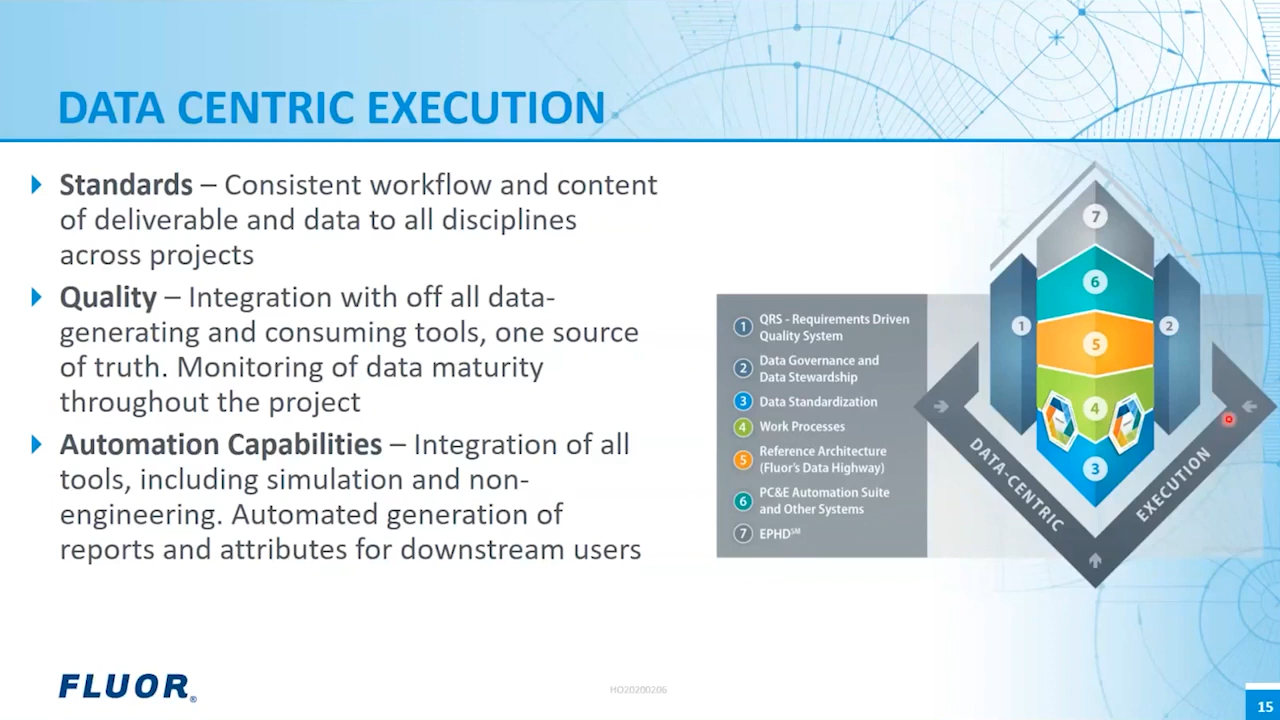 DATA CENTRIC EXECUTION
Standards – Consistent workflow and content
of deliverable and data to all disciplines
across projects
Quality – Integration with off all data-
generating and consuming tools, one source
of truth. Monitoring of data maturity
throughout the project
Automation Capabilities – Integration of all
tools, including simulation and non-
engineering. Automated generation of
reports and attributes for downstream users
1 QRS - Requirements Driven
Quality System
2 Data Governance and
Data Stewardship
3 Data Standardization
4 Work Processes
5 Reference Architecture
(Fluor's Data Highway)
6 PC&E Automation Suite
and Other Systems
7 EPHD℠
7
6
1
2
5
4
3
DATA-CENTRIC
EXECUTION
FLUOR®
HO20200206
15